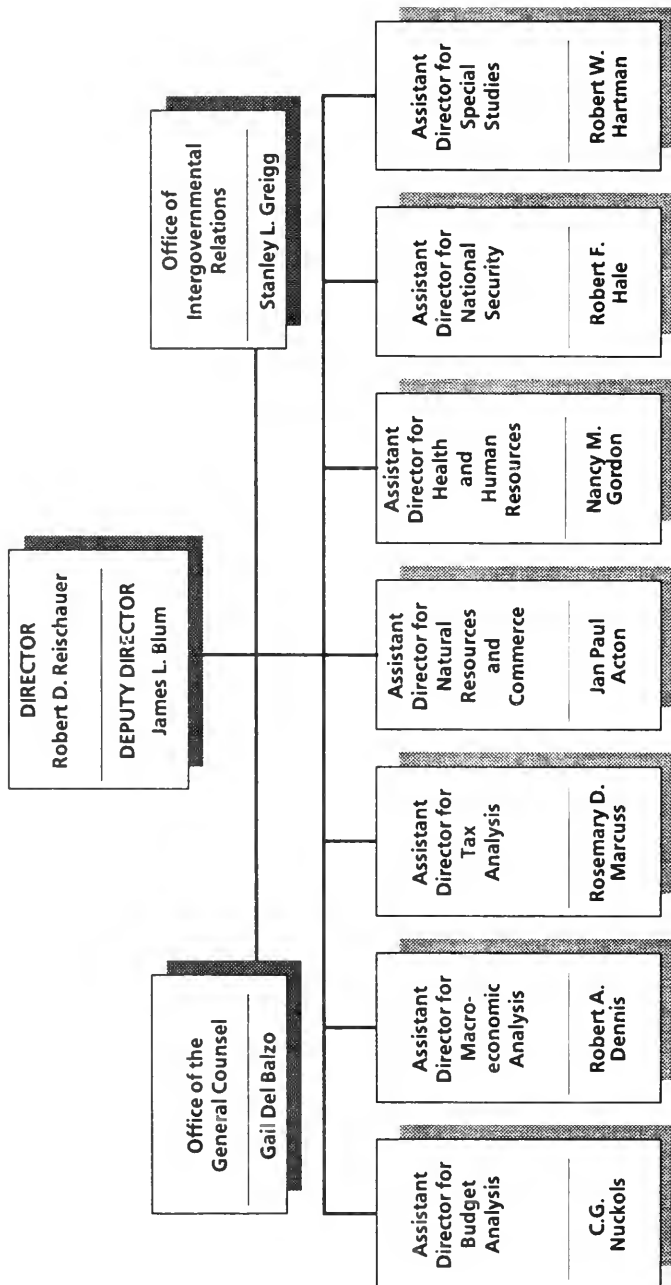 DIRECTOR
Robert D. Reischauer
DEPUTY DIRECTOR
James L. Blum
Office of the
General Counsel
Gail Del Balzo
Office of
Intergovernmental
Relations
Stanley L. Greigg
Assistant
Director for
Budget
Analysis
C.G.
Nuckols
Assistant
Director for
Macro-
economic
Analysis
Robert A.
Dennis
Assistant
Director for
Tax
Analysis
Rosemary D.
Marcuss
Assistant
Director for
Natural
Resources
and
Commerce
Jan Paul
Acton
Assistant
Director for
Health
and
Human
Resources
Nancy M.
Gordon
Assistant
Director for
National
Security
Robert F.
Hale
Assistant
Director for
Special
Studies
Robert W.
Hartman